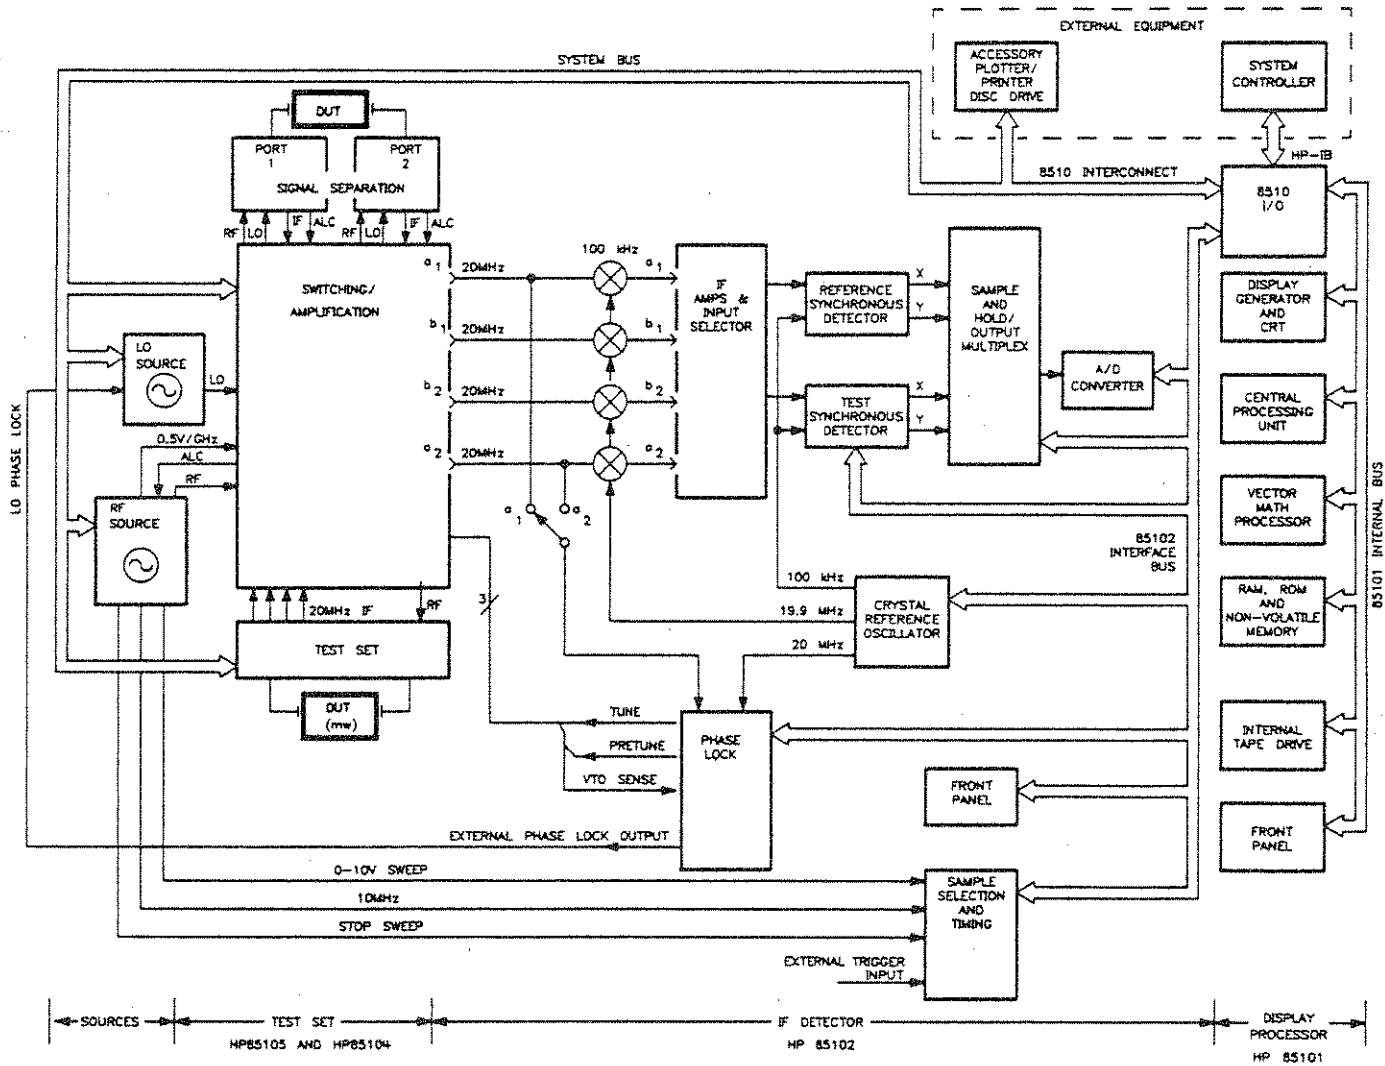 EXTERNAL EQUIPMENT
ACCESSORY
PLOTTER/
PRINTER
DISC DRIVE
SYSTEM
CONTROLLER
HP-IB
SYSTEM BUS
8510 INTERCONNECT
8510
I/O
DUT
PORT
1
PORT
2
SIGNAL SEPARATION
RF
LO
IF
ALC
RF
LO
IF
ALC
SWITCHING/
AMPLIFICATION
a1
20MHz
b1
20MHz
b2
20MHz
a2
20MHz
100 kHz
a1
b1
b2
a2
IF
AMPS &
INPUT
SELECTOR
REFERENCE
SYNCHRONOUS
DETECTOR
X
Y
TEST
SYNCHRONOUS
DETECTOR
X
Y
SAMPLE
AND
HOLD/
OUTPUT
MULTIPLEX
A/D
CONVERTER
DISPLAY
GENERATOR
AND
CRT
CENTRAL
PROCESSING
UNIT
VECTOR
MATH
PROCESSOR
RAM, ROM
AND
NON-VOLATILE
MEMORY
INTERNAL
TAPE DRIVE
FRONT
PANEL
85101 INTERNAL BUS
LO PHASE LOCK
LO
SOURCE
LO
0.5V/GHz
ALC
RF
RF
SOURCE
20MHz IF
RF
3
TEST SET
DUT
(mw)
a1
a2
85102
INTERFACE
BUS
100 kHz
19.9 MHz
20 MHz
CRYSTAL
REFERENCE
OSCILLATOR
TUNE
PRETUNE
VTO SENSE
PHASE
LOCK
FRONT
PANEL
EXTERNAL PHASE LOCK OUTPUT
0-10V SWEEP
10MHz
STOP SWEEP
SAMPLE
SELECTION
AND
TIMING
EXTERNAL TRIGGER
INPUT
SOURCES
TEST SET
HP85105 AND HP85104
IF DETECTOR
HP 85102
DISPLAY
PROCESSOR
HP 85101